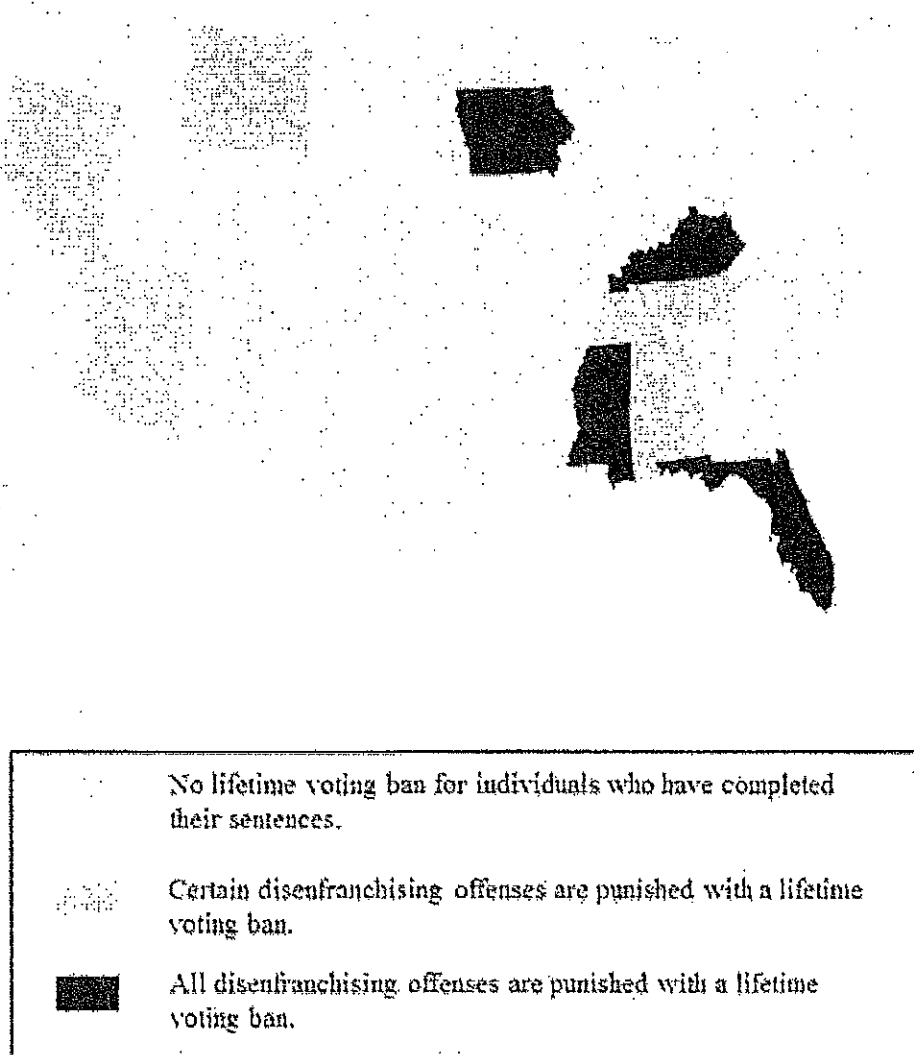 No lifetime voting ban for individuals who have completed
their sentences.
Certain disenfranchising offenses are punished with a lifetime
voting ban.
All disenfranchising offenses are punished with a lifetime
voting ban.